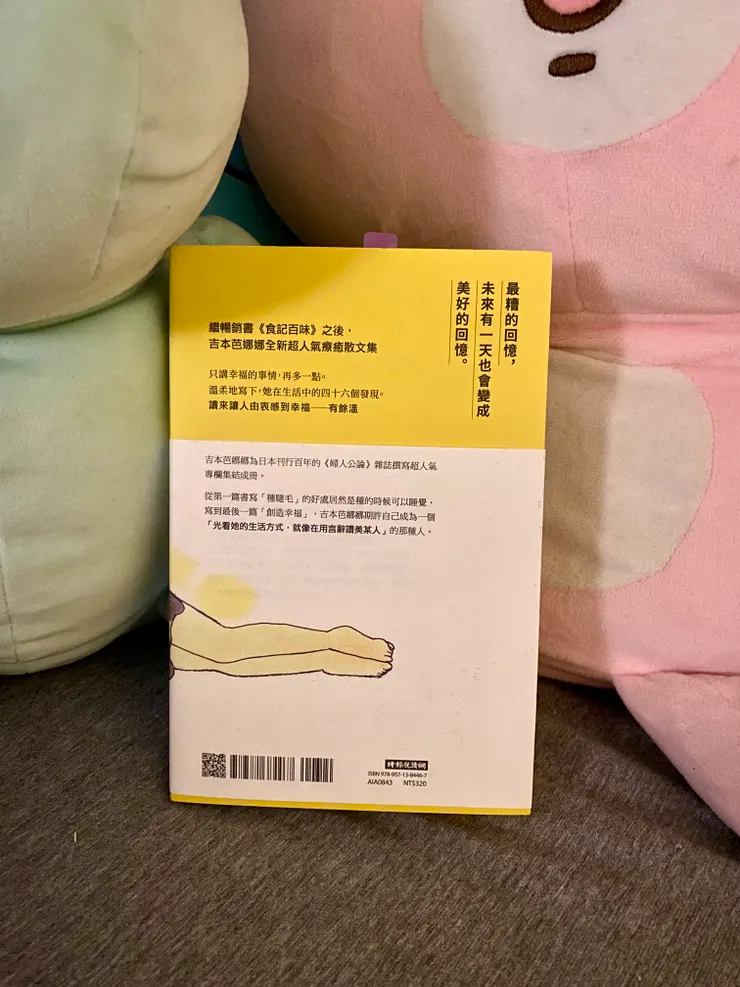 最糟的回憶，
未來有一天也會變成
美好的回憶。
繼暢銷書《食記百味》之後，
吉本芭娜娜全新超人氣療癒散文集
只講幸福的事情，再多一點。
溫柔地寫下，她在生活中的四十六個發現。
讀來讓人由衷感到幸福——有餘溫
吉本芭娜娜為日本刊行百年的《婦人公論》雜誌撰寫超人氣
專欄集結成冊。
從第一篇書寫「種睫毛」的好處居然是種的時候可以睡覺，
寫到最後一篇「創造幸福」，吉本芭娜娜期許自己成為一個
「光看她的生活方式，就像在用言辭讚美某人」的那種人。
時報悅讀網
ISBN 978-957-13-8446-7
AIA0843 NT$320